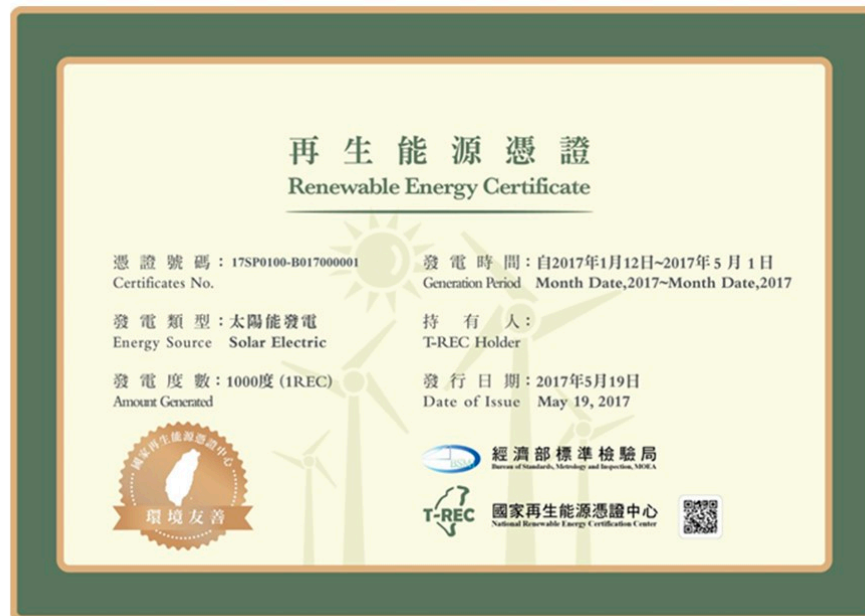 再生能源憑證
Renewable Energy Certificate
憑證號碼：17SP0100-B017000001
Certificates No.
發電時間：自2017年1月12日~2017年5月1日
Generation Period Month Date,2017~Month Date,2017
發電類型：太陽能發電
Energy Source Solar Electric
持有人：
T-REC Holder
發電度數：1000度 (1REC)
Amount Generated
發行日期：2017年5月19日
Date of Issue May 19, 2017
國家再生能源憑證中心
環境友善
BSMI
經濟部標準檢驗局
Bureau of Standards, Metrology and Inspection, MOEA
T-REC
國家再生能源憑證中心
National Renewable Energy Certification Center